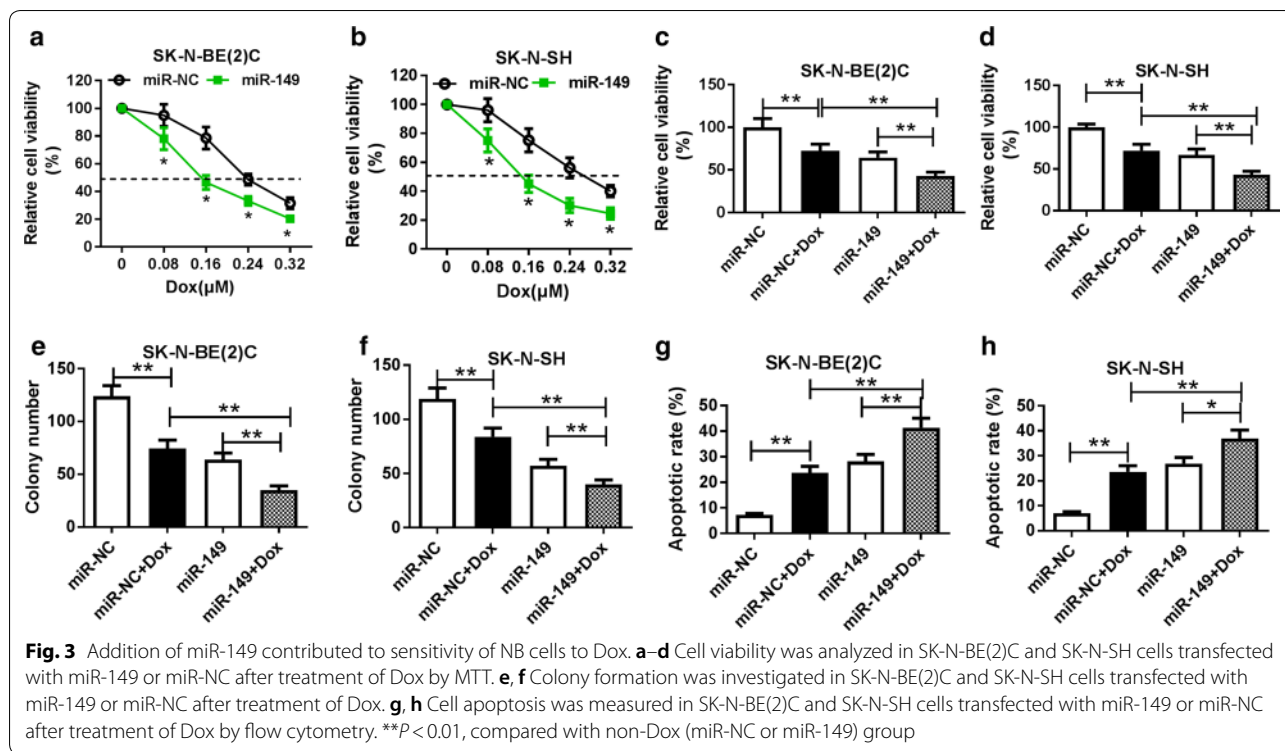 a
SK-N-BE(2)C
miR-NC miR-149
Relative cell viability
(%)
120
100
80
60
40
20
0
*
*
*
*
0 0.08 0.16 0.24 0.32
Dox(μM)
b
SK-N-SH
miR-NC miR-149
Relative cell viability
(%)
120
100
80
60
40
20
0
*
*
*
*
0 0.08 0.16 0.24 0.32
Dox(μM)
c
SK-N-BE(2)C
Relative cell viability
(%)
150
100
50
0
** **
**
miR-NC
miR-NC+Dox
miR-149
miR-149+Dox
d
SK-N-SH
Relative cell viability
(%)
150
100
50
0
**
**
**
miR-NC
miR-NC+Dox
miR-149
miR-149+Dox
e
SK-N-BE(2)C
Colony number
150
100
50
0
**
**
**
miR-NC
miR-NC+Dox
miR-149
miR-149+Dox
f
SK-N-SH
Colony number
150
100
50
0
**
**
**
miR-NC
miR-NC+Dox
miR-149
miR-149+Dox
g
SK-N-BE(2)C
Apoptotic rate (%)
50
40
30
20
10
0
**
**
**
miR-NC
miR-NC+Dox
miR-149
miR-149+Dox
h
SK-N-SH
Apoptotic rate (%)
50
40
30
20
10
0
**
*
**
miR-NC
miR-NC+Dox
miR-149
miR-149+Dox
Fig. 3 Addition of miR-149 contributed to sensitivity of NB cells to Dox. a–d Cell viability was analyzed in SK-N-BE(2)C and SK-N-SH cells transfected
with miR-149 or miR-NC after treatment of Dox by MTT. e, f Colony formation was investigated in SK-N-BE(2)C and SK-N-SH cells transfected with
miR-149 or miR-NC after treatment of Dox. g, h Cell apoptosis was measured in SK-N-BE(2)C and SK-N-SH cells transfected with miR-149 or miR-NC
after treatment of Dox by flow cytometry. **P < 0.01, compared with non-Dox (miR-NC or miR-149) group